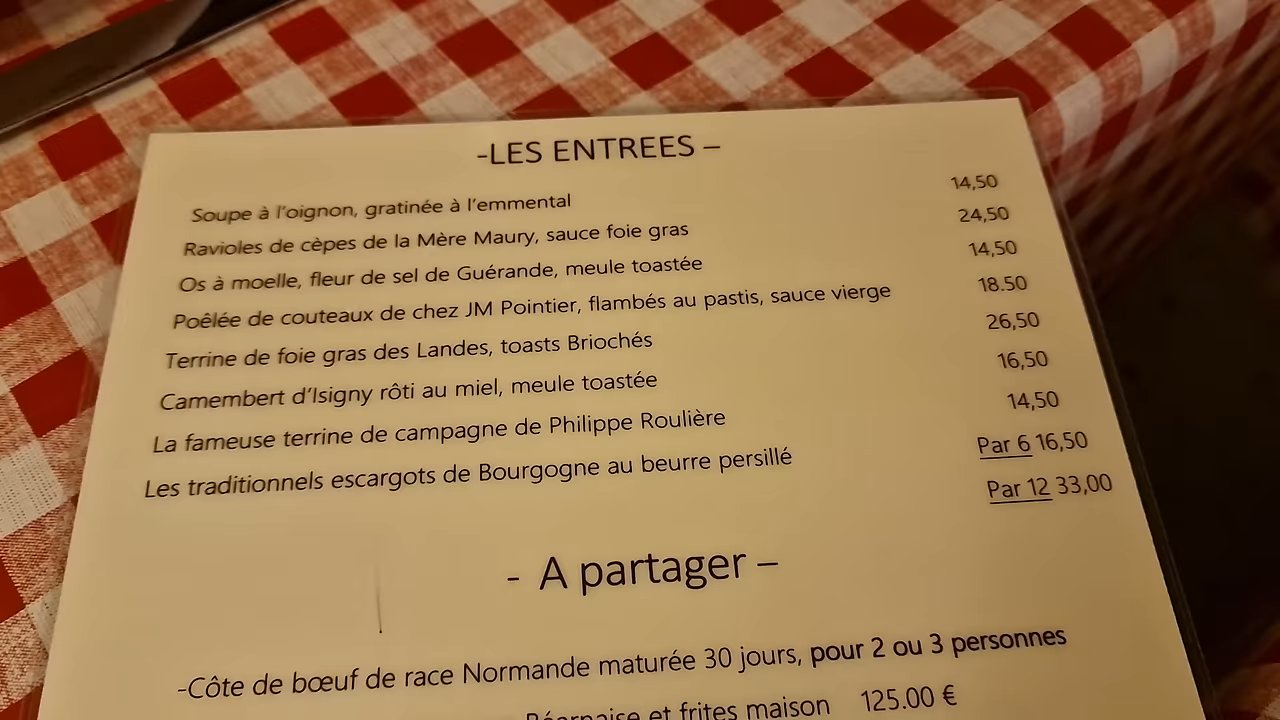 -LES ENTREES –
Soupe à l'oignon, gratinée à l'emmental 14,50
Ravioles de cèpes de la Mère Maury, sauce foie gras 24,50
Os à moelle, fleur de sel de Guérande, meule toastée 14,50
Poêlée de couteaux de chez JM Pointier, flambés au pastis, sauce vierge 18.50
Terrine de foie gras des Landes, toasts Briochés 26,50
Camembert d'Isigny rôti au miel, meule toastée 16,50
La fameuse terrine de campagne de Philippe Roulière 14,50
Les traditionnels escargots de Bourgogne au beurre persillé Par 6 16,50
Par 12 33,00
- A partager –
-Côte de bœuf de race Normande maturée 30 jours, pour 2 ou 3 personnes
Béarnaise et frites maison 125.00 €